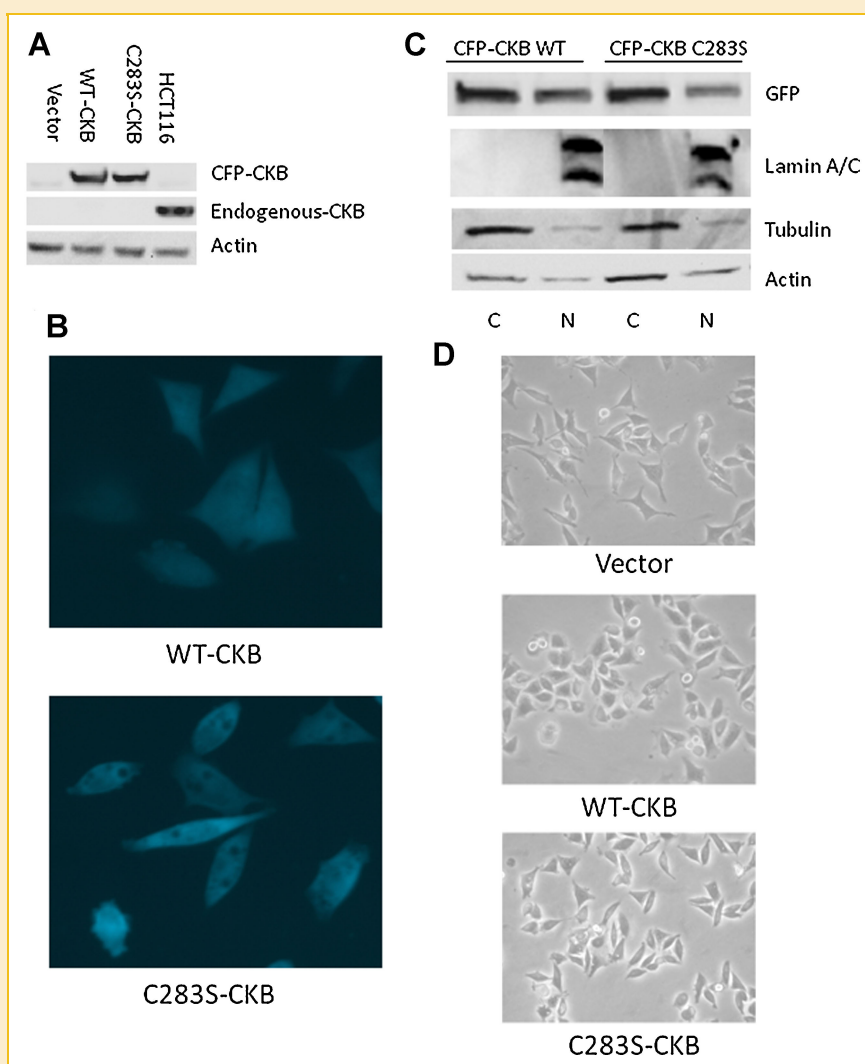 A
Vector
WT-CKB
C283S-CKB
HCT116
CFP-CKB
Endogenous-CKB
Actin
B
WT-CKB
C283S-CKB
C
CFP-CKB WT
CFP-CKB C283S
GFP
Lamin A/C
Tubulin
Actin
C N C N
D
Vector
WT-CKB
C283S-CKB